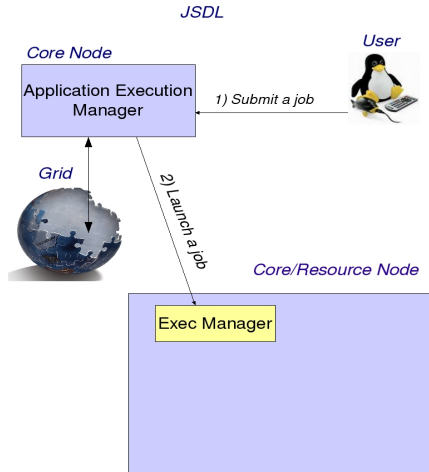 JSDL
Core Node
User
Application Execution
Manager
1) Submit a job
Grid
2) Launch a job
Core/Resource Node
Exec Manager